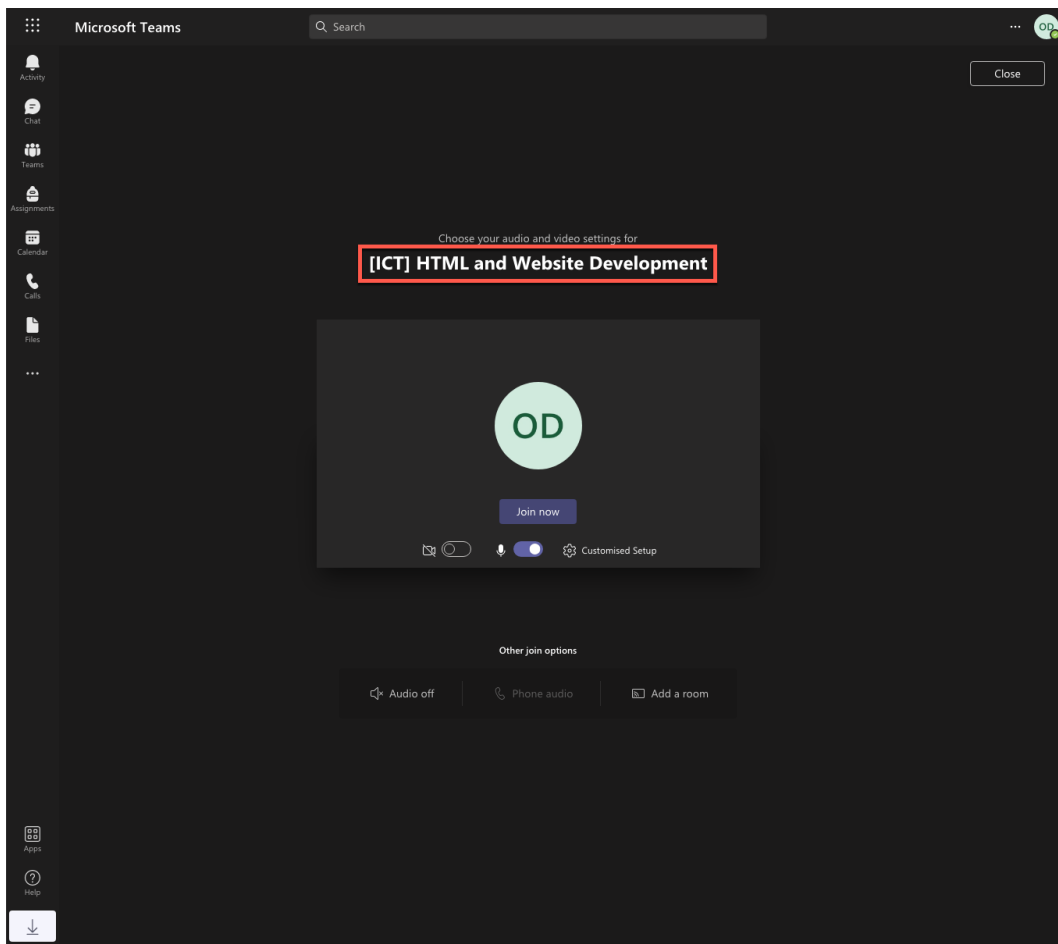 Microsoft Teams
Search
OD
Activity
Chat
Teams
Assignments
Calendar
Calls
Files
Close
Choose your audio and video settings for
[ICT] HTML and Website Development
OD
Join now
Customised Setup
Other join options
Audio off
Phone audio
Add a room
Apps
Help